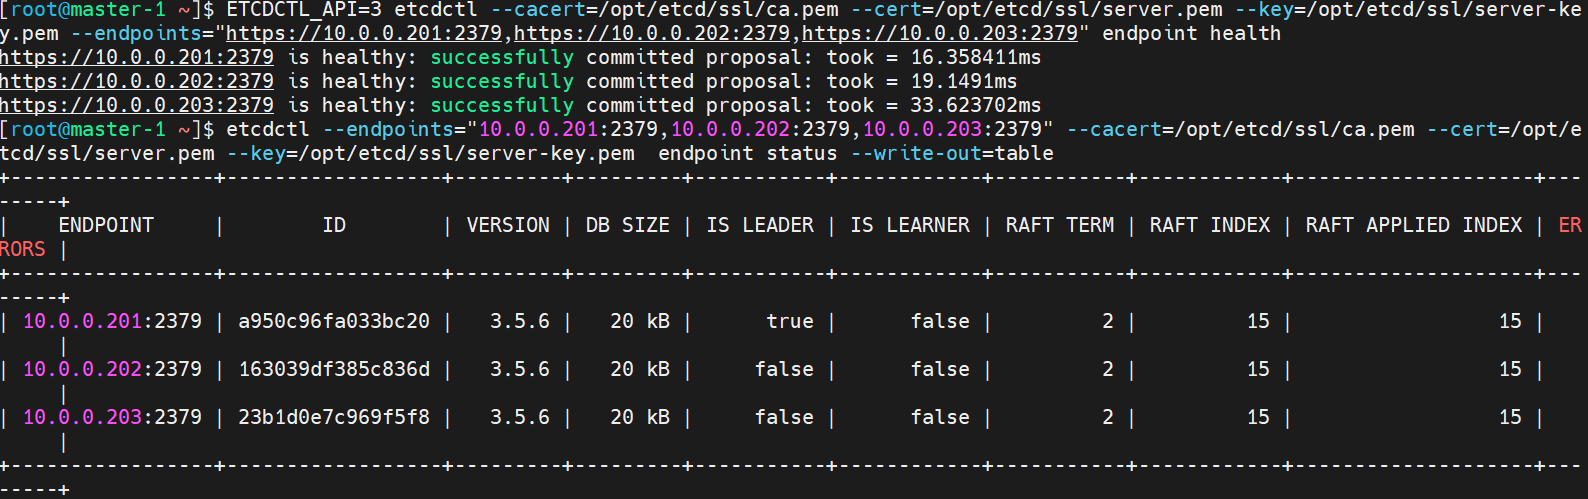 [root@master-1 ~]$ ETCDCTL_API=3 etcdctl --cacert=/opt/etcd/ssl/ca.pem --cert=/opt/etcd/ssl/server.pem --key=/opt/etcd/ssl/server-ke
y.pem --endpoints="https://10.0.0.201:2379,https://10.0.0.202:2379,https://10.0.0.203:2379" endpoint health
https://10.0.0.201:2379 is healthy: successfully committed proposal: took = 16.358411ms
https://10.0.0.202:2379 is healthy: successfully committed proposal: took = 19.1491ms
https://10.0.0.203:2379 is healthy: successfully committed proposal: took = 33.623702ms
[root@master-1 ~]$ etcdctl --endpoints="10.0.0.201:2379,10.0.0.202:2379,10.0.0.203:2379" --cacert=/opt/etcd/ssl/ca.pem --cert=/opt/e
tcd/ssl/server.pem --key=/opt/etcd/ssl/server-key.pem  endpoint status --write-out=table
+-----------------+------------------+---------+---------+-----------+------------+-----------+------------+--------------------+---
-----+
|    ENDPOINT     |        ID        | VERSION | DB SIZE | IS LEADER | IS LEARNER | RAFT TERM | RAFT INDEX | RAFT APPLIED INDEX | ER
RORS |
+-----------------+------------------+---------+---------+-----------+------------+-----------+------------+--------------------+---
-----+
| 10.0.0.201:2379 | a950c96fa033bc20 |   3.5.6 |   20 kB |      true |      false |         2 |         15 |                 15 |
     |
| 10.0.0.202:2379 | 163039df385c836d |   3.5.6 |   20 kB |     false |      false |         2 |         15 |                 15 |
     |
| 10.0.0.203:2379 | 23b1d0e7c969f5f8 |   3.5.6 |   20 kB |     false |      false |         2 |         15 |                 15 |
     |
+-----------------+------------------+---------+---------+-----------+------------+-----------+------------+--------------------+---
-----+